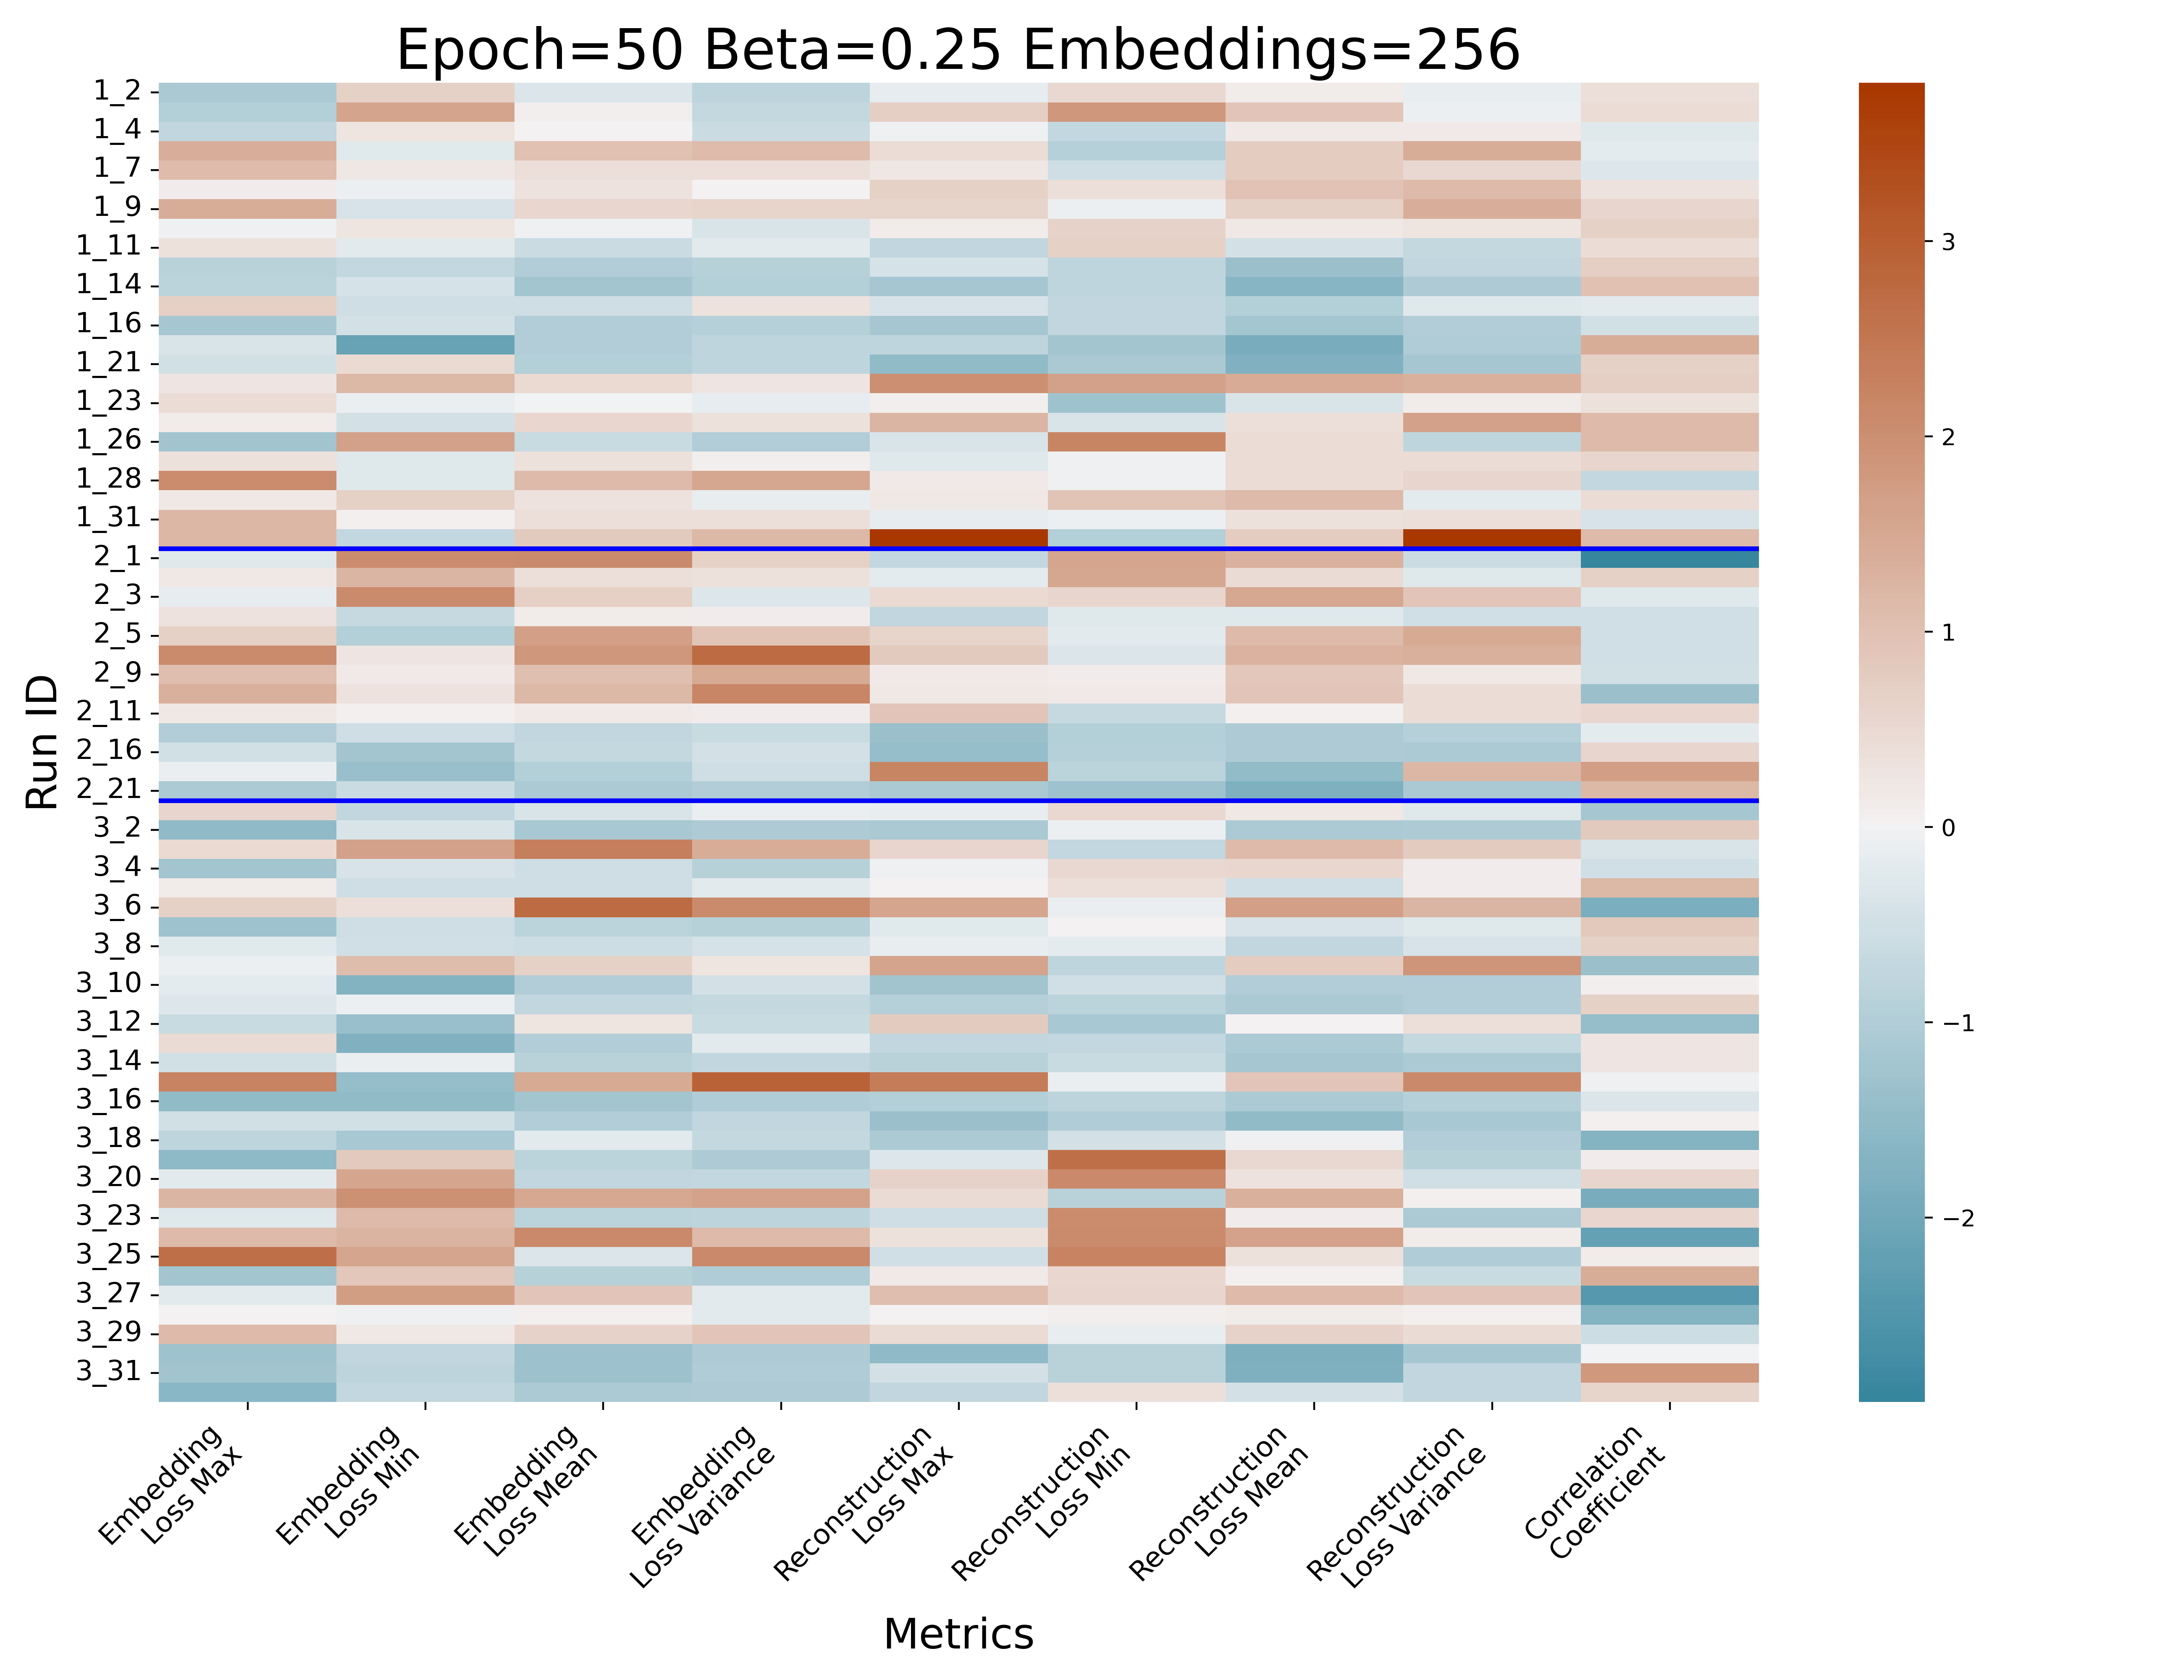 Epoch=50 Beta=0.25 Embeddings=256
Run ID
1_2
1_4
1_7
1_9
1_11
1_14
1_16
1_21
1_23
1_26
1_28
1_31
2_1
2_3
2_5
2_9
2_11
2_16
2_21
3_2
3_4
3_6
3_8
3_10
3_12
3_14
3_16
3_18
3_20
3_23
3_25
3_27
3_29
3_31
3
2
1
0
−1
−2
Embedding
Loss Max
Embedding
Loss Min
Embedding
Loss Mean
Embedding
Loss Variance
Reconstruction
Loss Max
Reconstruction
Loss Min
Reconstruction
Loss Mean
Reconstruction
Loss Variance
Correlation
Coefficient
Metrics